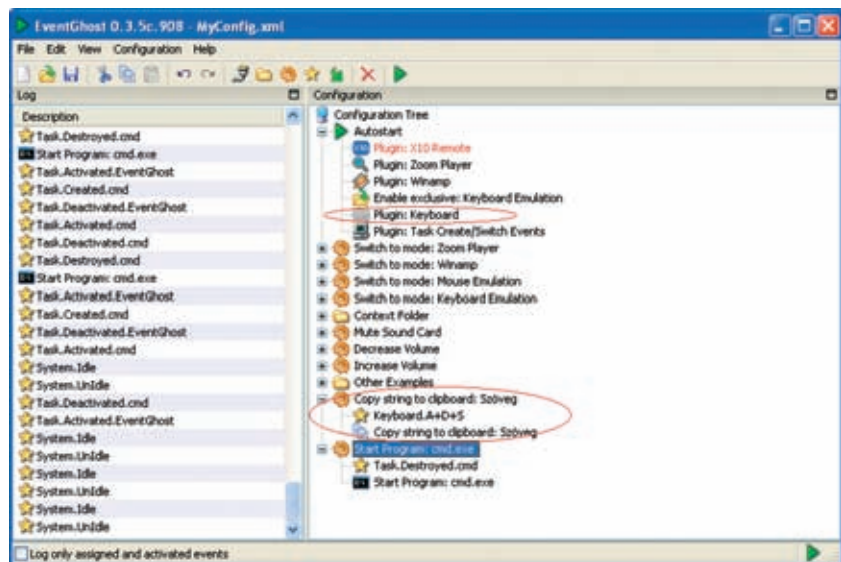 EventGhost 0.3.5c.908 - MyConfig.xml
File Edit View Configuration Help
Log
Description
Task.Destroyed.cmd
Start Program: cmd.exe
Task.Activated.EventGhost
Task.Created.cmd
Task.Deactivated.EventGhost
Task.Activated.cmd
Task.Deactivated.cmd
Task.Destroyed.cmd
Start Program: cmd.exe
Task.Activated.EventGhost
Task.Created.cmd
Task.Deactivated.EventGhost
Task.Activated.cmd
System.Idle
System.UnIdle
Task.Deactivated.cmd
Task.Activated.EventGhost
System.Idle
System.UnIdle
System.Idle
System.UnIdle
System.Idle
System.UnIdle
Configuration
Configuration Tree
Autostart
Plugin: X10 Remote
Plugin: Zoom Player
Plugin: Winamp
Enable exclusive: Keyboard Emulation
Plugin: Keyboard
Plugin: Task Create/Switch Events
Switch to mode: Zoom Player
Switch to mode: Winamp
Switch to mode: Mouse Emulation
Switch to mode: Keyboard Emulation
Context Folder
Mute Sound Card
Decrease Volume
Increase Volume
Other Examples
Copy string to clipboard: Szöveg
Keyboard.A+D+S
Copy string to clipboard: Szöveg
Start Program: cmd.exe
Task.Destroyed.cmd
Start Program: cmd.exe
Log only assigned and activated events